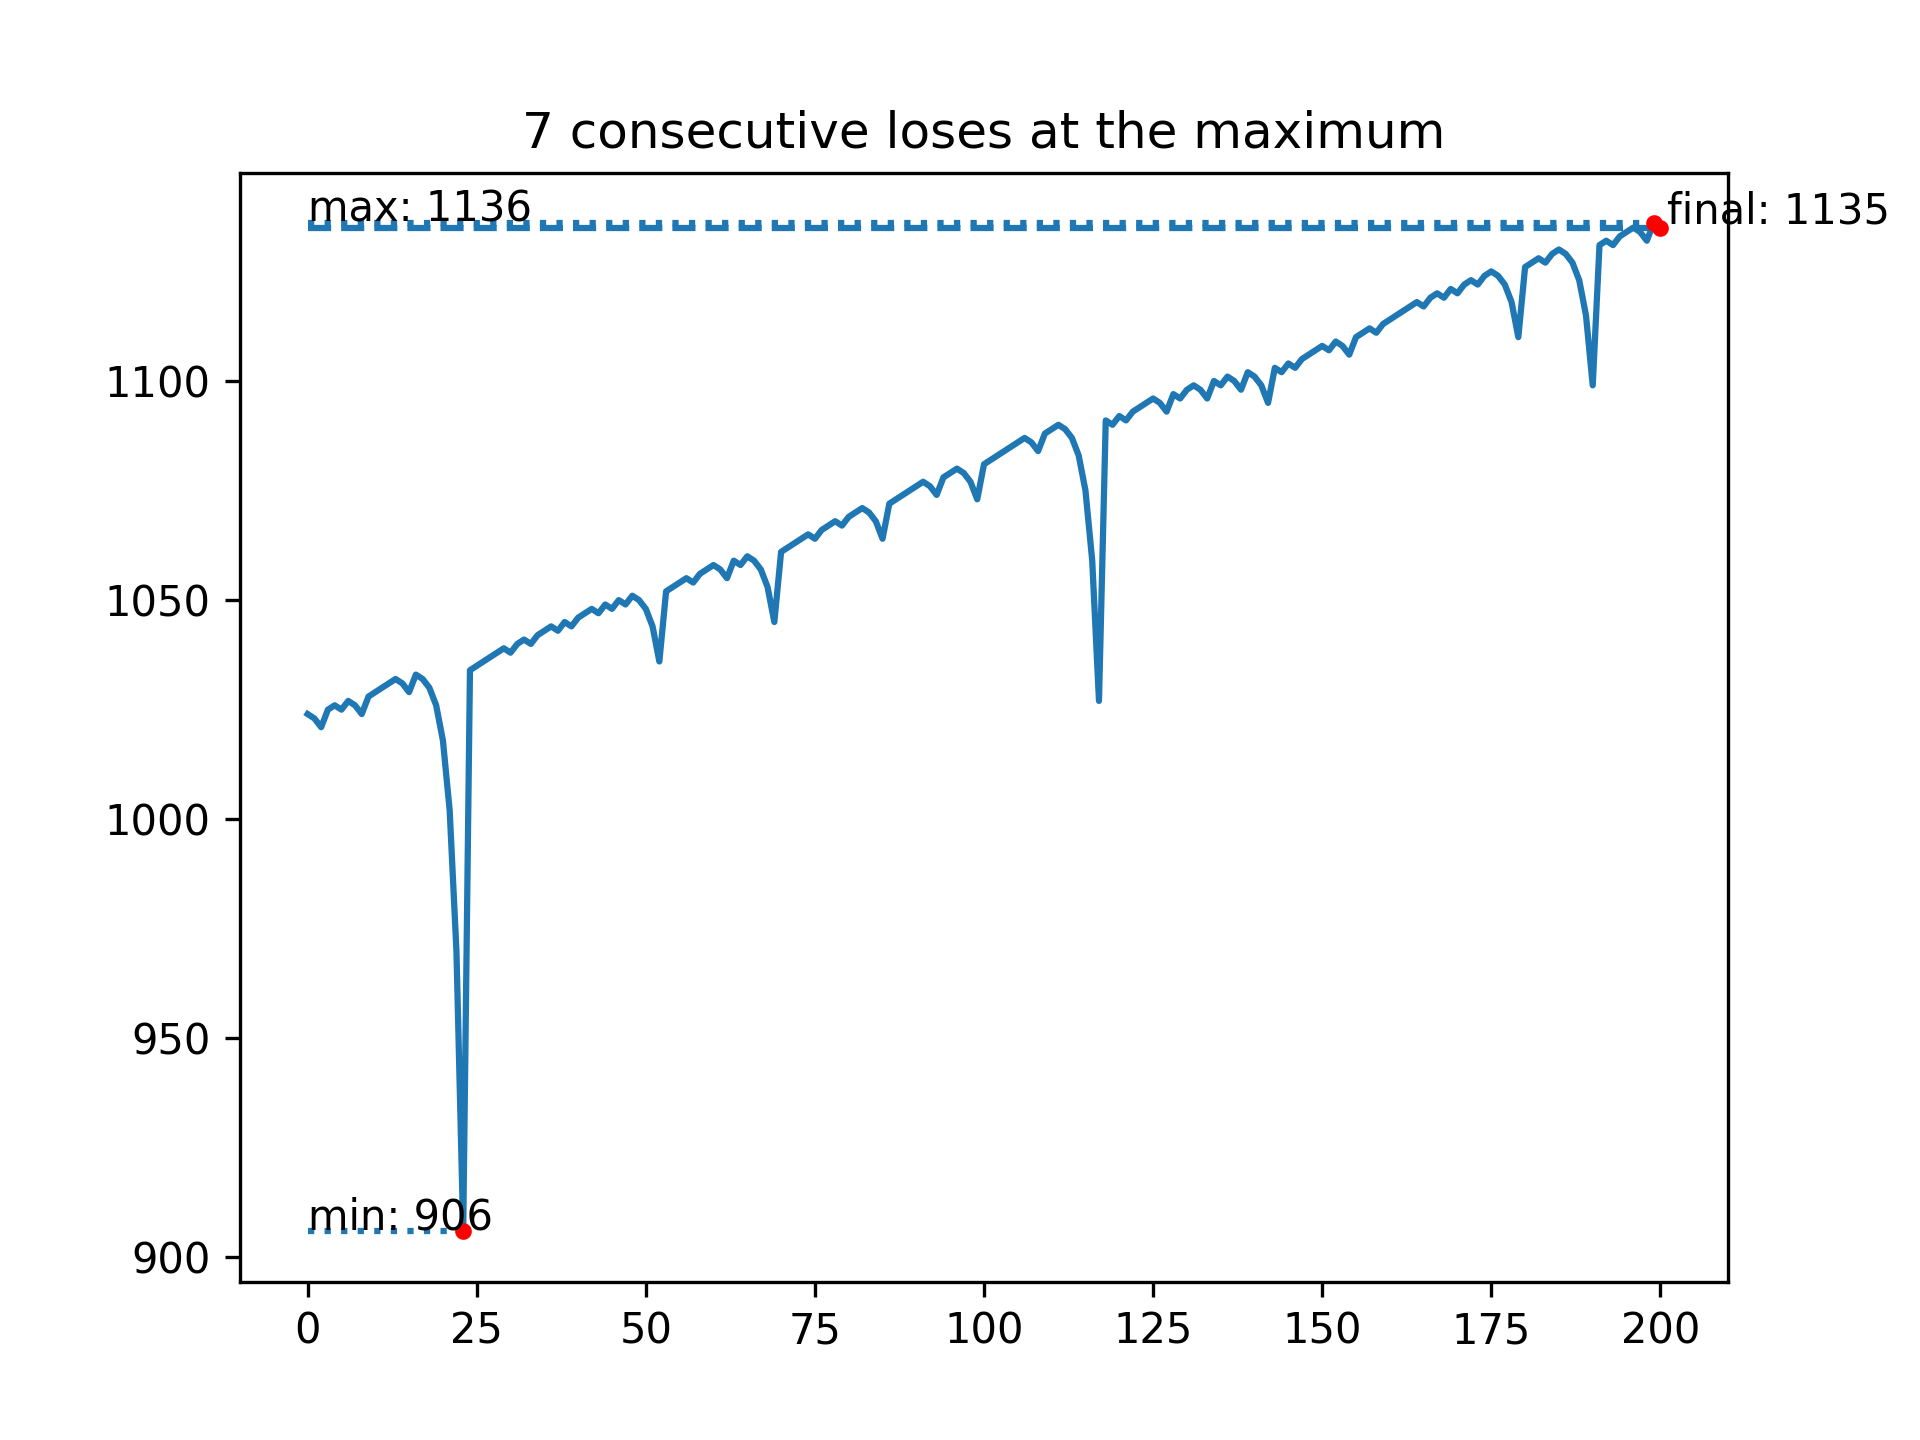 7 consecutive loses at the maximum
max: 1136
final: 1135
1100
1050
1000
950
min: 906
900
0 25 50 75 100 125 150 175 200